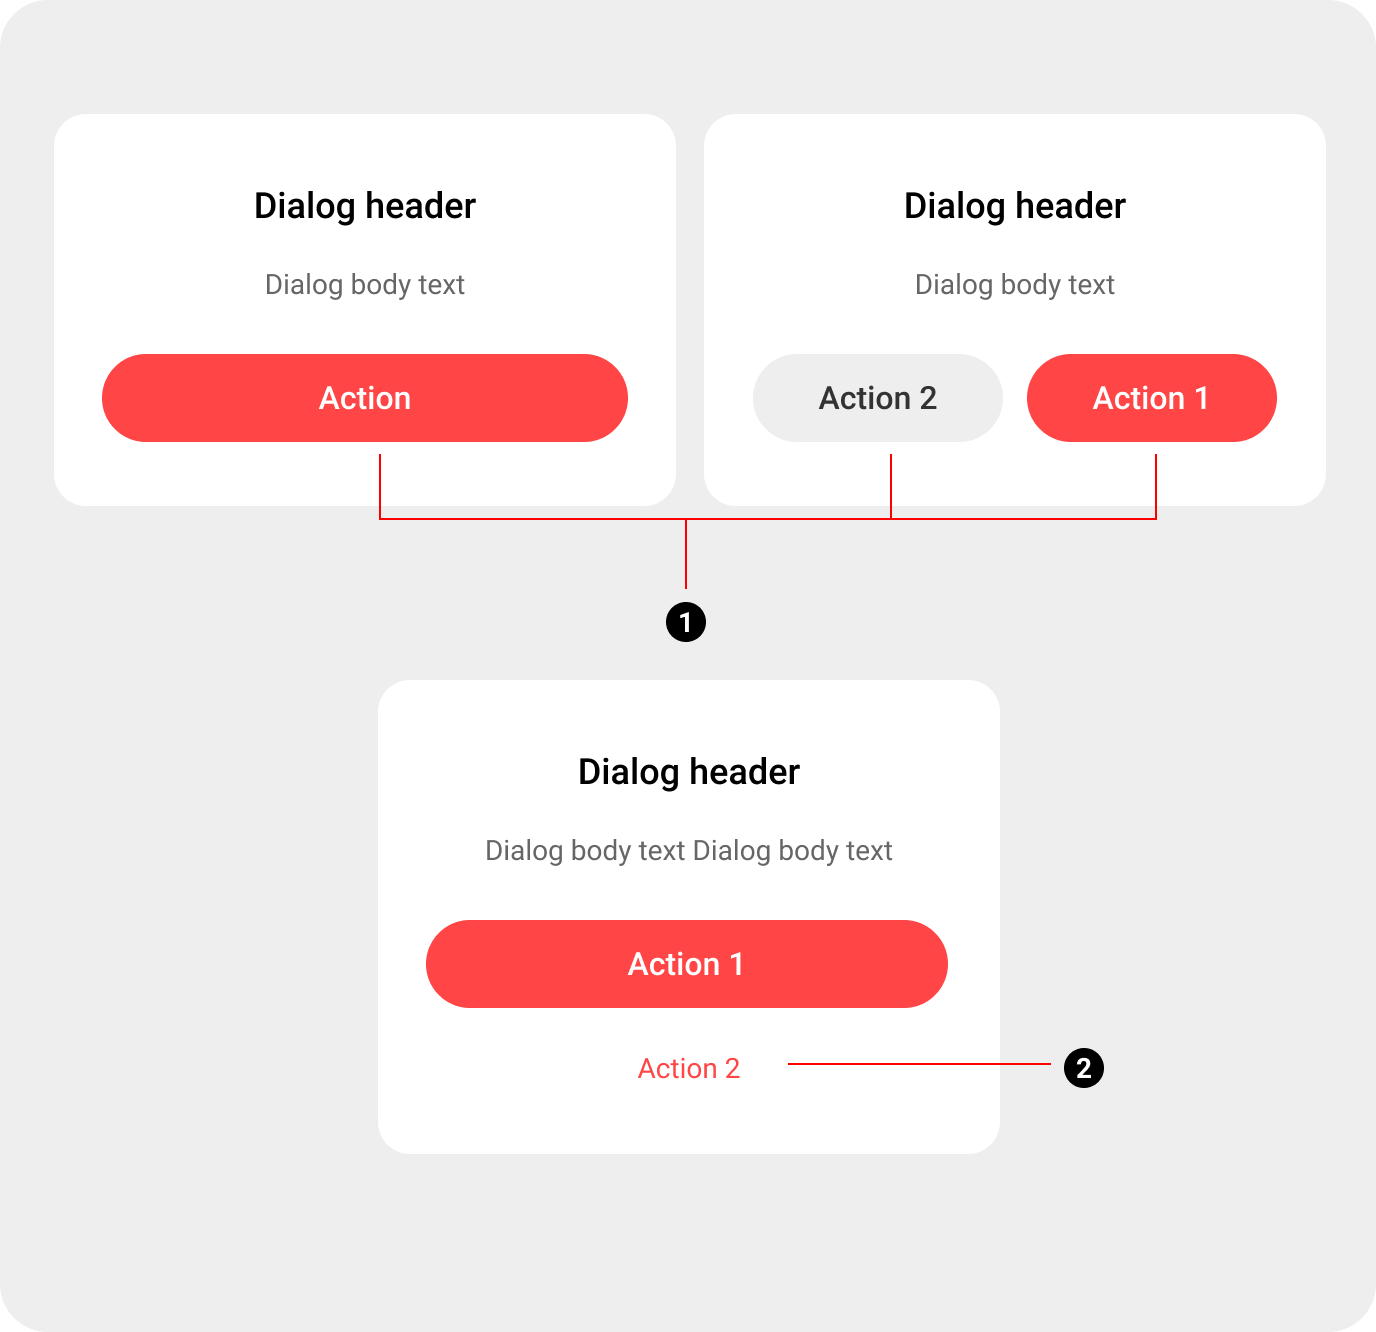 Dialog header
Dialog body text
Action
Dialog header
Dialog body text
Action 2
Action 1
1
Dialog header
Dialog body text Dialog body text
Action 1
Action 2
2